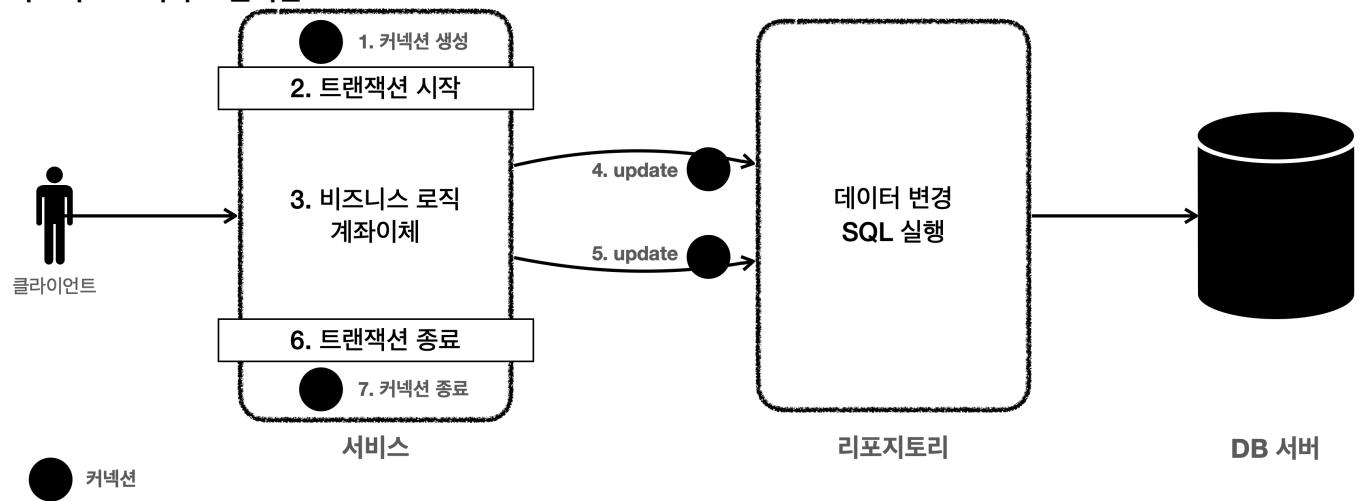 1. 커넥션 생성
2. 트랜잭션 시작
3. 비즈니스 로직
계좌이체
4. update
5. update
6. 트랜잭션 종료
7. 커넥션 종료
데이터 변경
SQL 실행
클라이언트
서비스
리포지토리
DB 서버
커넥션